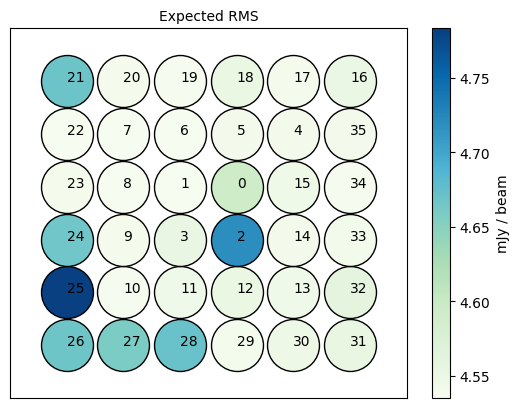 Expected RMS
21 20 19 18 17 16
22 7 6 5 4 35
23 8 1 0 15 34
24 9 3 2 14 33
25 10 11 12 13 32
26 27 28 29 30 31
4.75
4.70
4.65
4.60
4.55
mJy / beam